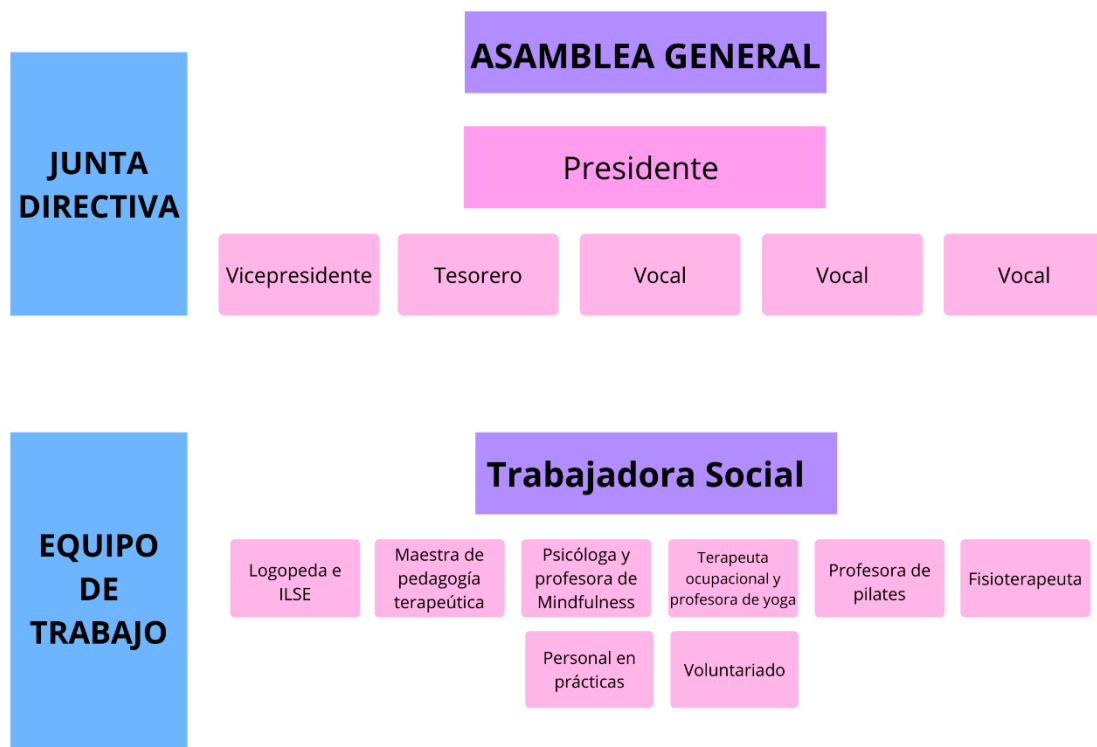 ASAMBLEA GENERAL
JUNTA
DIRECTIVA
Presidente
Vicepresidente
Tesorero
Vocal
Vocal
Vocal
EQUIPO
DE
TRABAJO
Trabajadora Social
Logopeda e
ILSE
Maestra de
pedagogía
terapeútica
Psicóloga y
profesora de
Mindfulness
Terapeuta
ocupacional y
profesora de yoga
Profesora de
pilates
Fisioterapeuta
Personal en
prácticas
Voluntariado